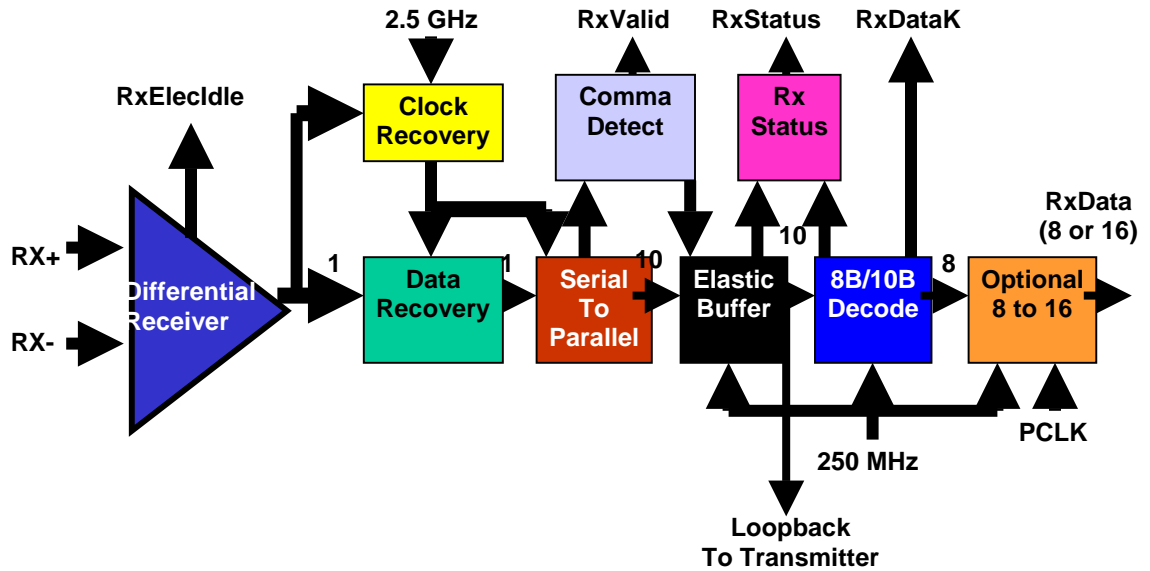 2.5 GHz
RxValid
RxStatus
RxDataK
RxElecIdle
Clock
Recovery
Comma
Detect
Rx
Status
RxData
(8 or 16)
RX+
RX-
Differential
Receiver
1
Data
Recovery
1
Serial
To
Parallel
10
Elastic
Buffer
10
8B/10B
Decode
8
Optional
8 to 16
PCLK
250 MHz
Loopback
To Transmitter